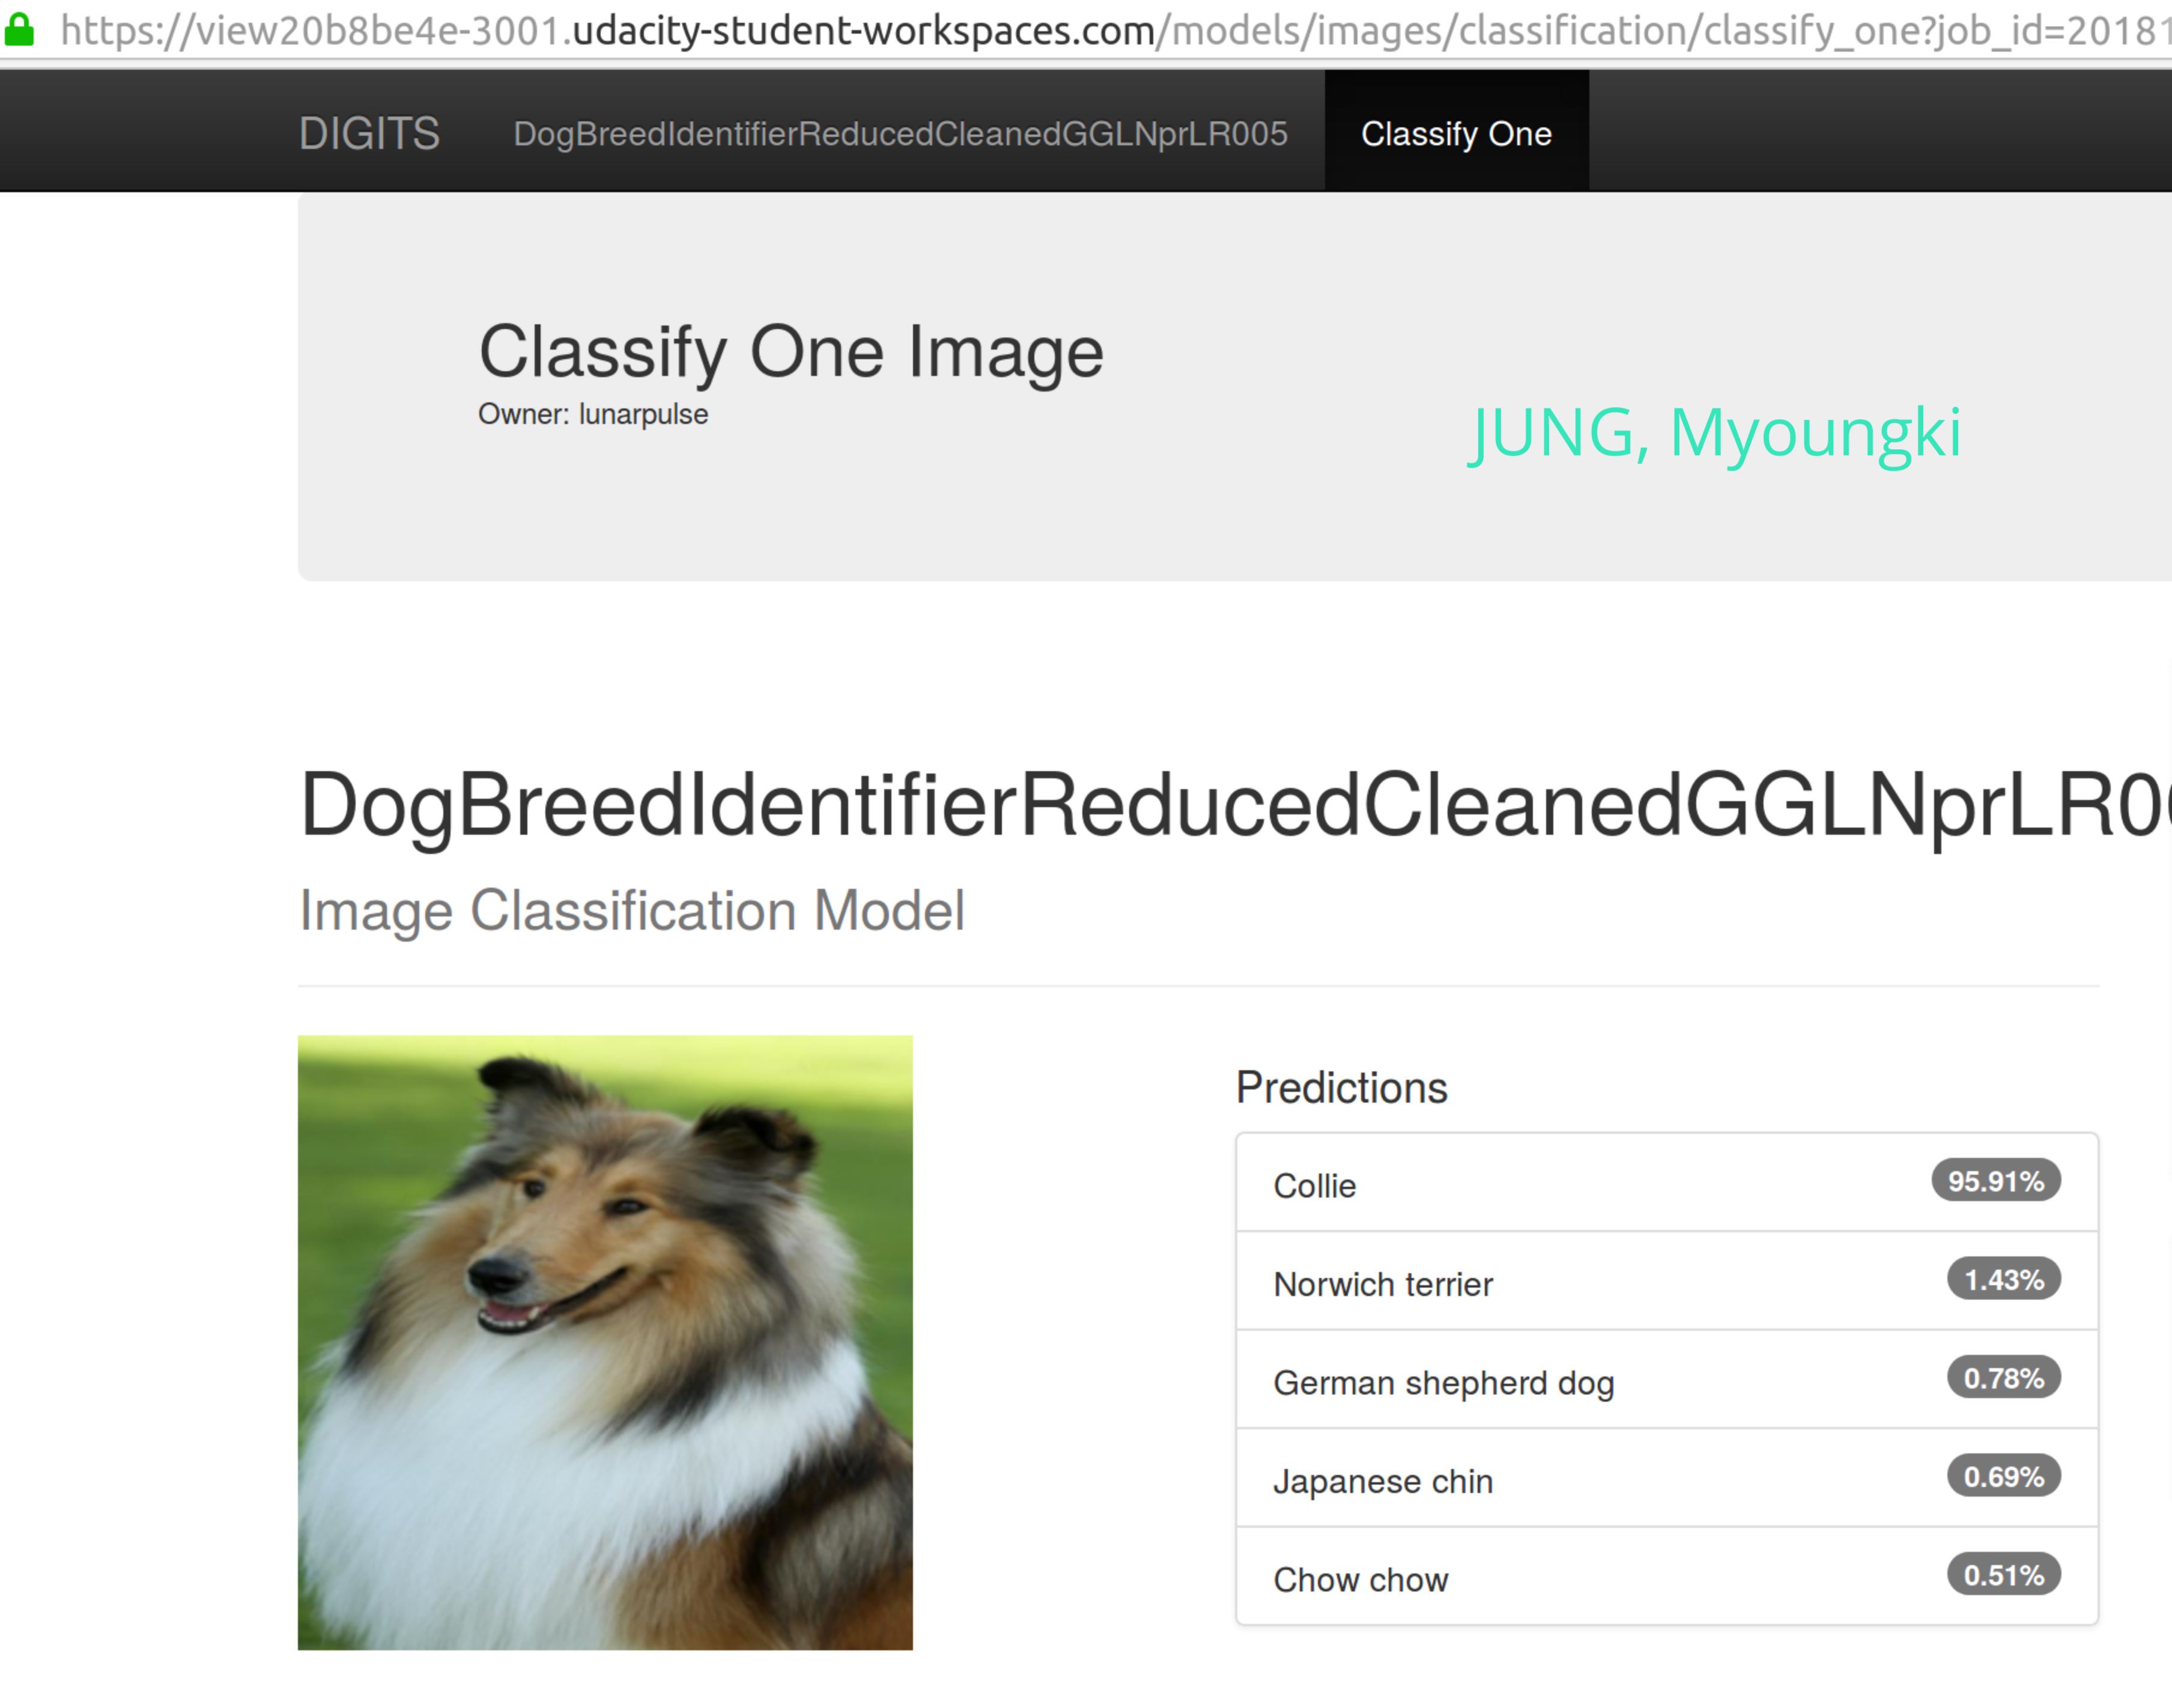 https://view20b8be4e-3001.udacity-student-workspaces.com/models/images/classification/classify_one?job_id=20181
DIGITS DogBreedIdentifierReducedCleanedGGLNprLR005 Classify One
Classify One Image
Owner: lunarpulse
JUNG, Myoungki
DogBreedIdentifierReducedCleanedGGLNprLR00
Image Classification Model
Predictions
Collie 95.91%
Norwich terrier 1.43%
German shepherd dog 0.78%
Japanese chin 0.69%
Chow chow 0.51%